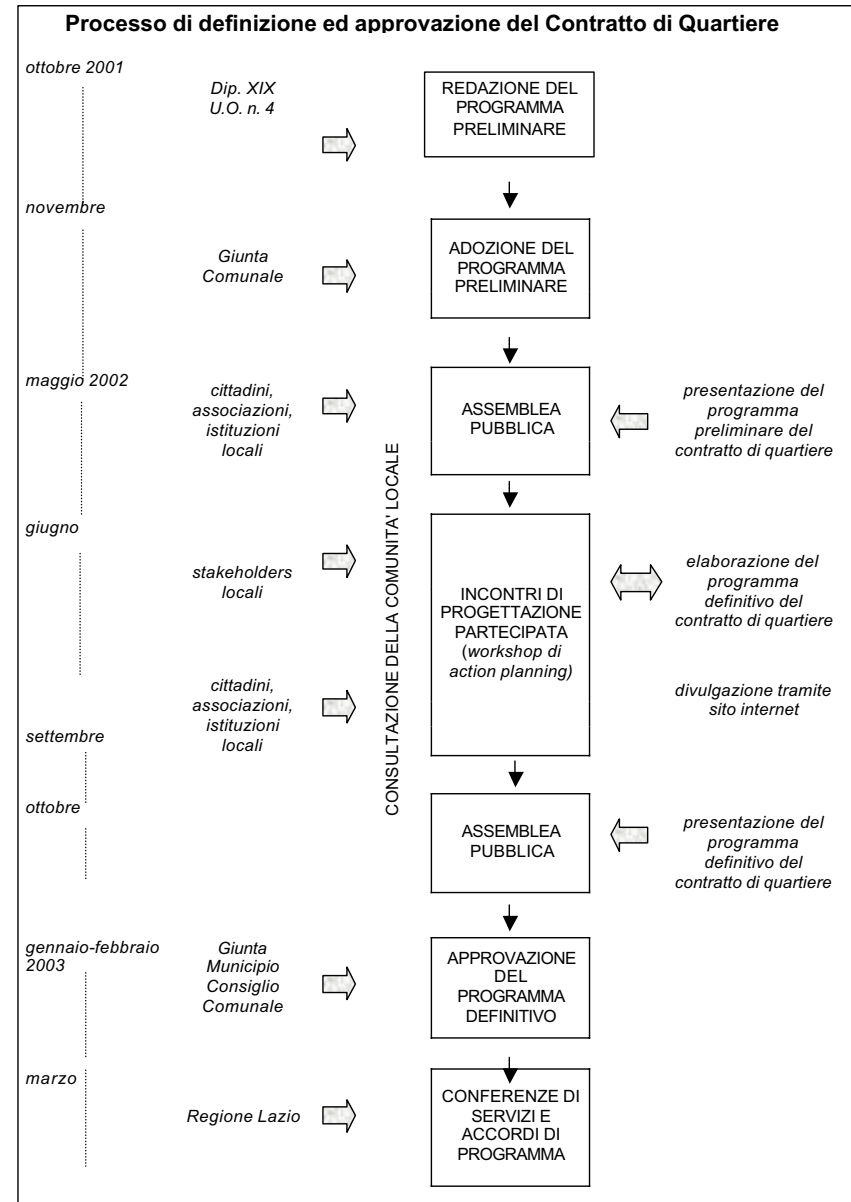 Processo di definizione ed approvazione del Contratto di Quartiere
ottobre 2001
Dip. XIX
U.O. n. 4
REDAZIONE DEL
PROGRAMMA
PRELIMINARE
novembre
Giunta
Comunale
ADOZIONE DEL
PROGRAMMA
PRELIMINARE
maggio 2002
cittadini,
associazioni,
istituzioni
locali
ASSEMBLEA
PUBBLICA
presentazione del
programma
preliminare del
contratto di quartiere
CONSULTAZIONE DELLA COMUNITA' LOCALE
giugno
stakeholders
locali
INCONTRI DI
PROGETTAZIONE
PARTECIPATA
(workshop di
action planning)
elaborazione del
programma
definitivo del
contratto di quartiere
cittadini,
associazioni,
istituzioni
locali
divulgazione tramite
sito internet
settembre
ottobre
ASSEMBLEA
PUBBLICA
presentazione del
programma
definitivo del
contratto di quartiere
gennaio-febbraio
2003
Giunta
Municipio
Consiglio
Comunale
APPROVAZIONE
DEL
PROGRAMMA
DEFINITIVO
marzo
Regione Lazio
CONFERENZE DI
SERVIZI E
ACCORDI DI
PROGRAMMA